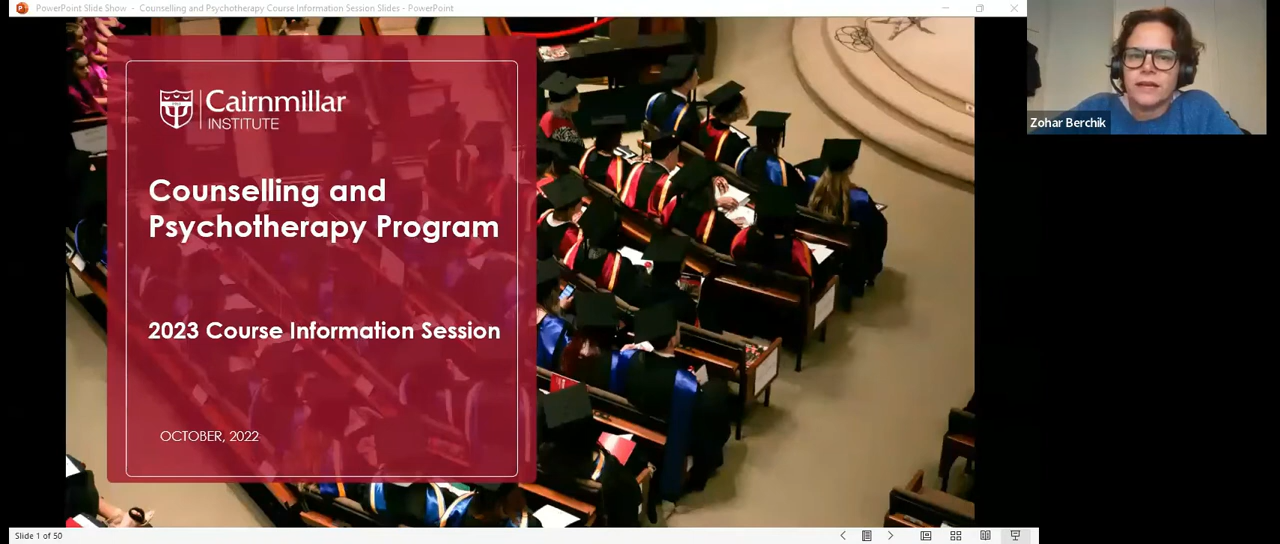 PowerPoint Slide Show - Counselling and Psychotherapy Course Information Session Slides - PowerPoint
Cairnmillar
INSTITUTE
Counselling and
Psychotherapy Program
2023 Course Information Session
OCTOBER, 2022
Zohar Berchik
Slide 1 of 50